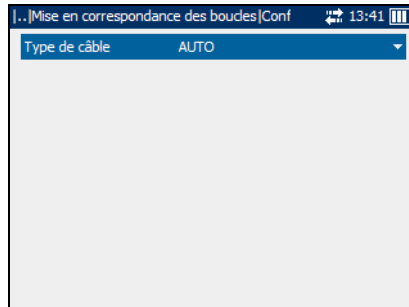 |..|Mise en correspondance des boucles|Conf 13:41
Type de câble AUTO